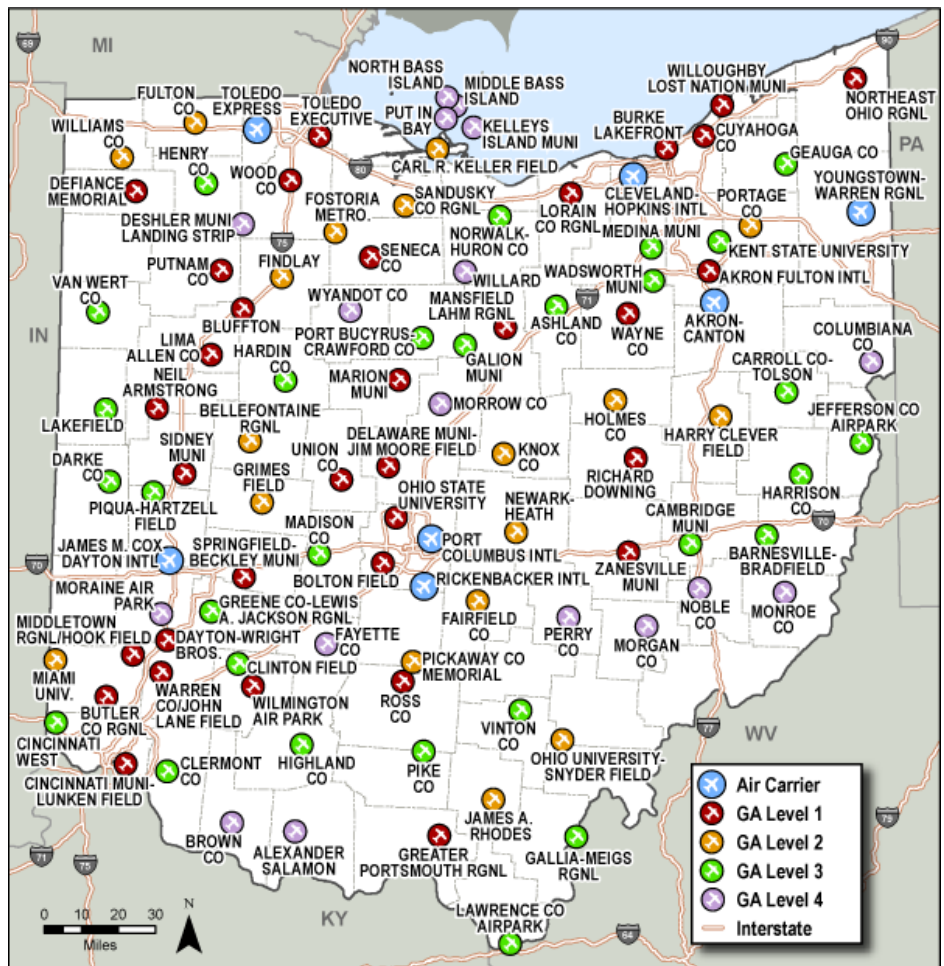 MI
69
90
NORTH BASS
ISLAND
MIDDLE BASS
ISLAND
PUT IN
BAY
KELLEYS
ISLAND MUNI
WILLOUGHBY
LOST NATION MUNI
NORTHEAST
OHIO RGNL
FULTON
CO
TOLEDO
EXPRESS
TOLEDO
EXECUTIVE
BURKE
LAKEFRONT
CUYAHOGA
CO
PA
WILLIAMS
CO
HENRY
CO
WOOD
CO
80
CARL R. KELLER FIELD
GEAUGA CO
DEFIANCE
MEMORIAL
FOSTORIA
METRO.
SANDUSKY
CO RGNL
LORAIN
CO RGNL
CLEVELAND-
HOPKINS INTL
PORTAGE
CO
YOUNGSTOWN-
WARREN RGNL
DESHLER MUNI
LANDING STRIP
75
NORWALK-
HURON CO
MEDINA MUNI
KENT STATE UNIVERSITY
PUTNAM
CO
FINDLAY
SENECA
CO
WILLARD
WADSWORTH
MUNI
AKRON FULTON INTL
VAN WERT
CO
WYANDOT CO
MANSFIELD
LAHM RGNL
71
ASHLAND
CO
WAYNE
CO
AKRON-
CANTON
COLUMBIANA
CO
IN
BLUFFTON
PORT BUCYRUS-
CRAWFORD CO
GALION
MUNI
LIMA
ALLEN CO
HARDIN
CO
MARION
MUNI
CARROLL CO-
TOLSON
NEIL
ARMSTRONG
MORROW CO
HOLMES
CO
HARRY CLEVER
FIELD
JEFFERSON CO
AIRPARK
LAKEFIELD
BELLEFONTAINE
RGNL
SIDNEY
MUNI
UNION
CO
DELAWARE MUNI-
JIM MOORE FIELD
KNOX
CO
RICHARD
DOWNING
HARRISON
CO
DARKE
CO
GRIMES
FIELD
OHIO STATE
UNIVERSITY
NEWARK-
HEATH
CAMBRIDGE
MUNI
70
PIQUA-HARTZELL
FIELD
MADISON
CO
PORT
COLUMBUS INTL
ZANESVILLE
MUNI
BARNESVILLE-
BRADFIELD
70
JAMES M. COX
DAYTON INTL
SPRINGFIELD-
BECKLEY MUNI
BOLTON FIELD
RICKENBACKER INTL
NOBLE
CO
MONROE
CO
MORAINE AIR
PARK
GREENE CO-LEWIS
A. JACKSON RGNL
FAIRFIELD
CO
PERRY
CO
MORGAN
CO
MIDDLETOWN
RGNL/HOOK FIELD
DAYTON-WRIGHT
BROS.
FAYETTE
CO
CLINTON FIELD
PICKAWAY CO
MEMORIAL
MIAMI
UNIV.
BUTLER
CO RGNL
WARREN
CO/JOHN
LANE FIELD
WILMINGTON
AIR PARK
ROSS
CO
VINTON
CO
77
WV
CINCINNATI
WEST
CLERMONT
CO
HIGHLAND
CO
PIKE
CO
OHIO UNIVERSITY-
SNYDER FIELD
CINCINNATI MUNI-
LUNKEN FIELD
BROWN
CO
ALEXANDER
SALAMON
GREATER
PORTSMOUTH RGNL
JAMES A.
RHODES
GALLIA-MEIGS
RGNL
LAWRENCE CO
AIRPARK
71
75
KY
64
79
Air Carrier
GA Level 1
GA Level 2
GA Level 3
GA Level 4
Interstate
0 10 20 30
Miles
N